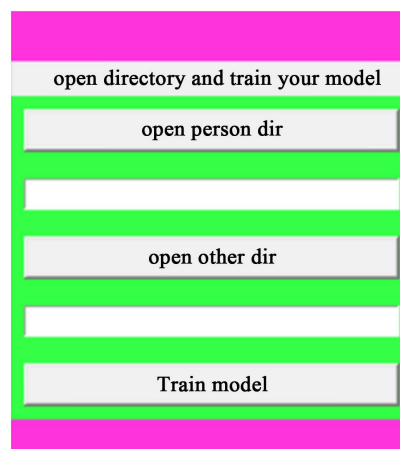 open directory and train your model
open person dir
open other dir
Train model